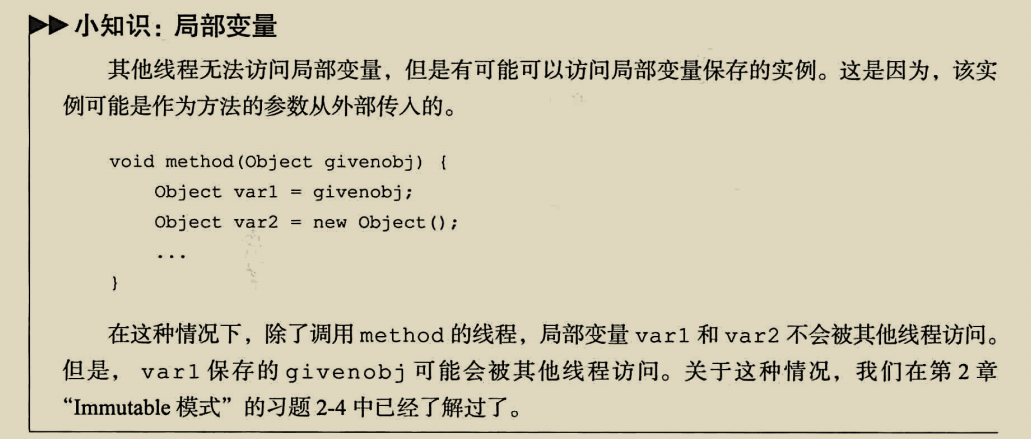 ▶▶小知识：局部变量
其他线程无法访问局部变量，但是有可能可以访问局部变量保存的实例。这是因为，该实
例可能是作为方法的参数从外部传入的。
void method(Object givenobj) {
    Object var1 = givenobj;
    Object var2 = new Object();
    ...
}
在这种情况下，除了调用 method 的线程，局部变量 var1 和 var2 不会被其他线程访问。
但是， var1 保存的 givenobj 可能会被其他线程访问。关于这种情况，我们在第 2 章
“Immutable 模式”的习题 2-4 中已经了解过了。